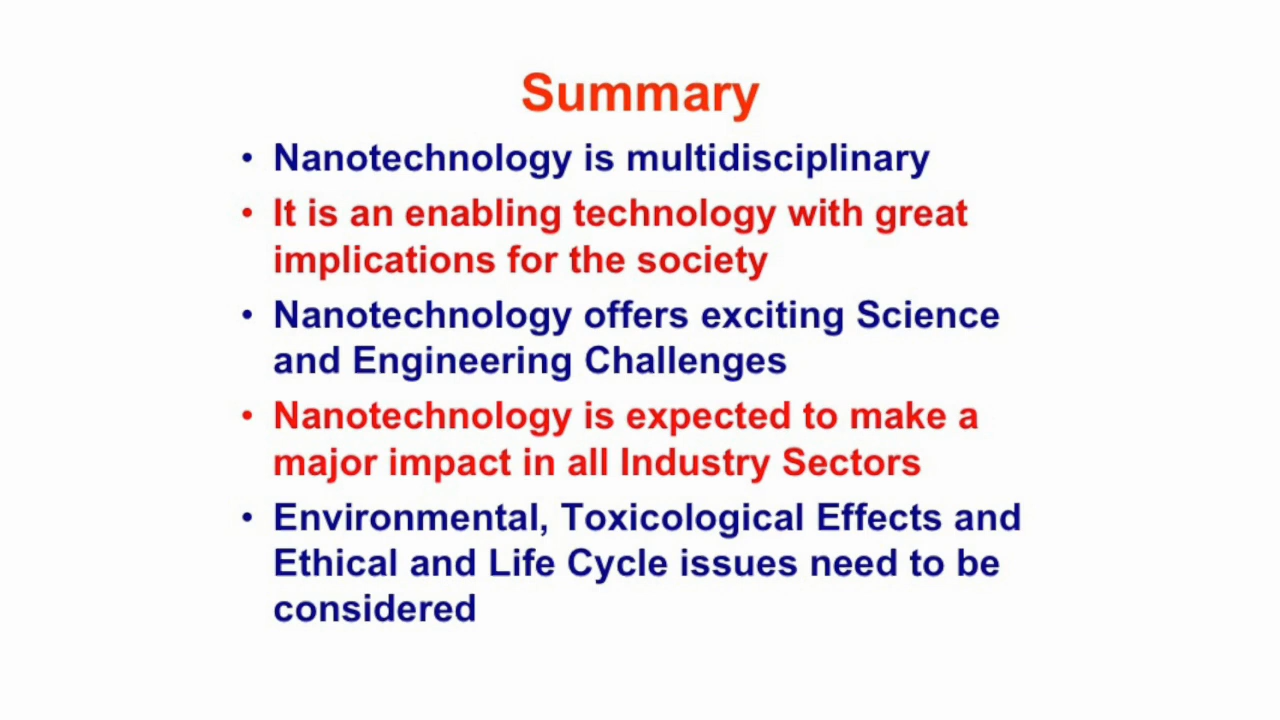 Summary
• Nanotechnology is multidisciplinary
• It is an enabling technology with great
implications for the society
• Nanotechnology offers exciting Science
and Engineering Challenges
• Nanotechnology is expected to make a
major impact in all Industry Sectors
• Environmental, Toxicological Effects and
Ethical and Life Cycle issues need to be
considered